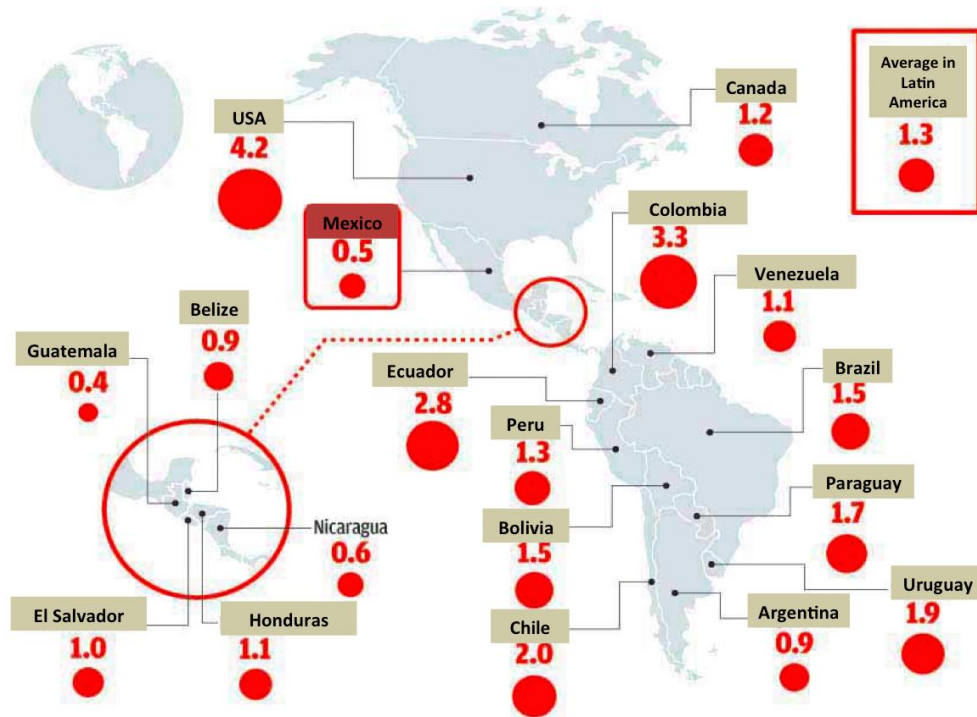 USA
4.2
Canada
1.2
Average in
Latin
America
1.3
Mexico
0.5
Colombia
3.3
Venezuela
1.1
Belize
0.9
Guatemala
0.4
Ecuador
2.8
Brazil
1.5
Peru
1.3
Paraguay
1.7
Bolivia
1.5
Nicaragua
0.6
Uruguay
1.9
El Salvador
1.0
Honduras
1.1
Chile
2.0
Argentina
0.9